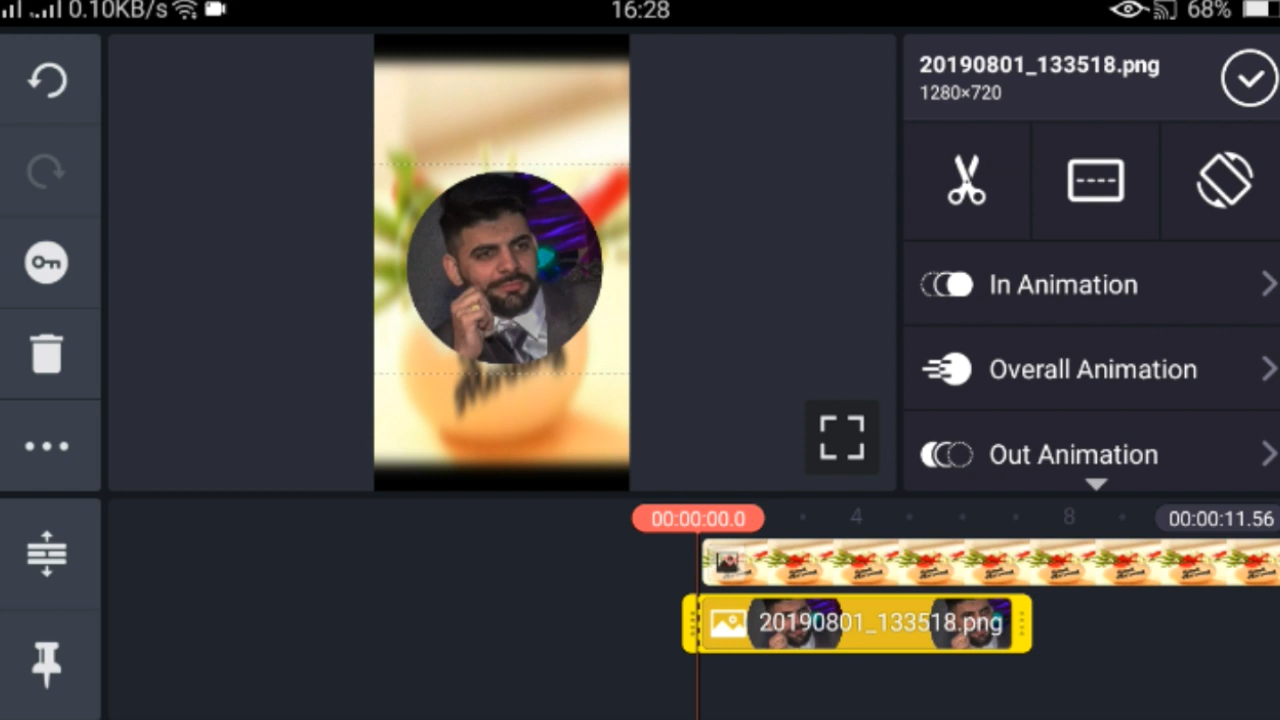 0.10KB/s
16:28
68%
20190801_133518.png
1280×720
In Animation
Overall Animation
Out Animation
00:00:00.0
4
8
00:00:11.56
20190801_133518.png